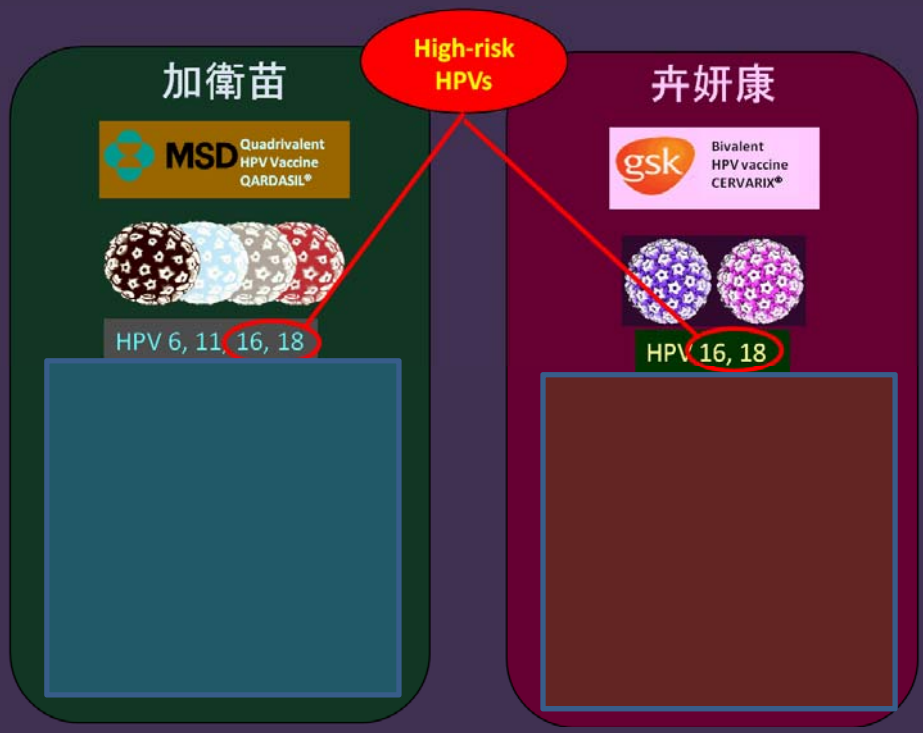 High-risk
HPVs
加衛苗
MSD
Quadrivalent
HPV Vaccine
QARDASIL®
HPV 6, 11, 16, 18
卉妍康
gsk
Bivalent
HPV vaccine
CERVARIX®
HPV 16, 18